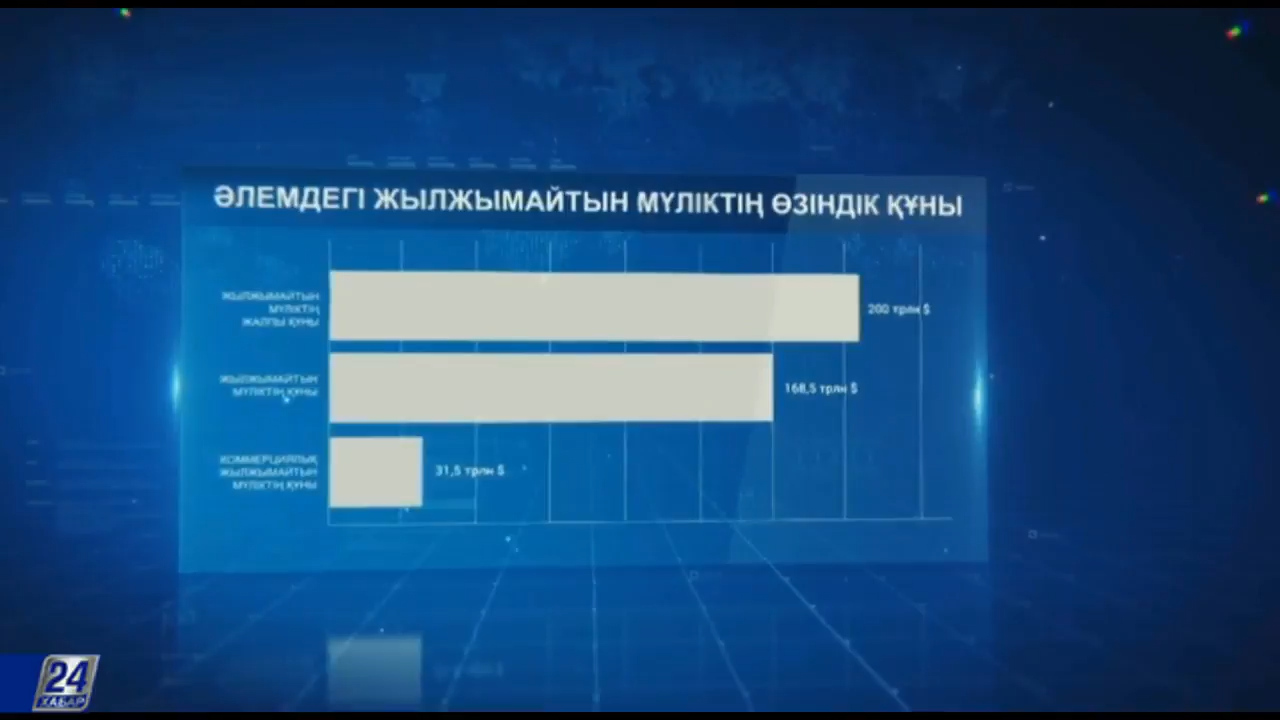 ӘЛЕМДЕГІ ЖЫЛЖЫМАЙТЫН МҮЛІКТІҢ ӨЗІНДІК ҚҰНЫ
ЖЫЛЖЫМАЙТЫН
МҮЛІКТІҢ
ЖАЛПЫ ҚҰНЫ
200 трлн $
ЖЫЛЖЫМАЙТЫН
МҮЛІКТІҢ ҚҰНЫ
168,5 трлн $
КОММЕРЦИЯЛЫҚ
ЖЫЛЖЫМАЙТЫН
МҮЛІКТІҢ ҚҰНЫ
31,5 трлн $
24
ХАБАР